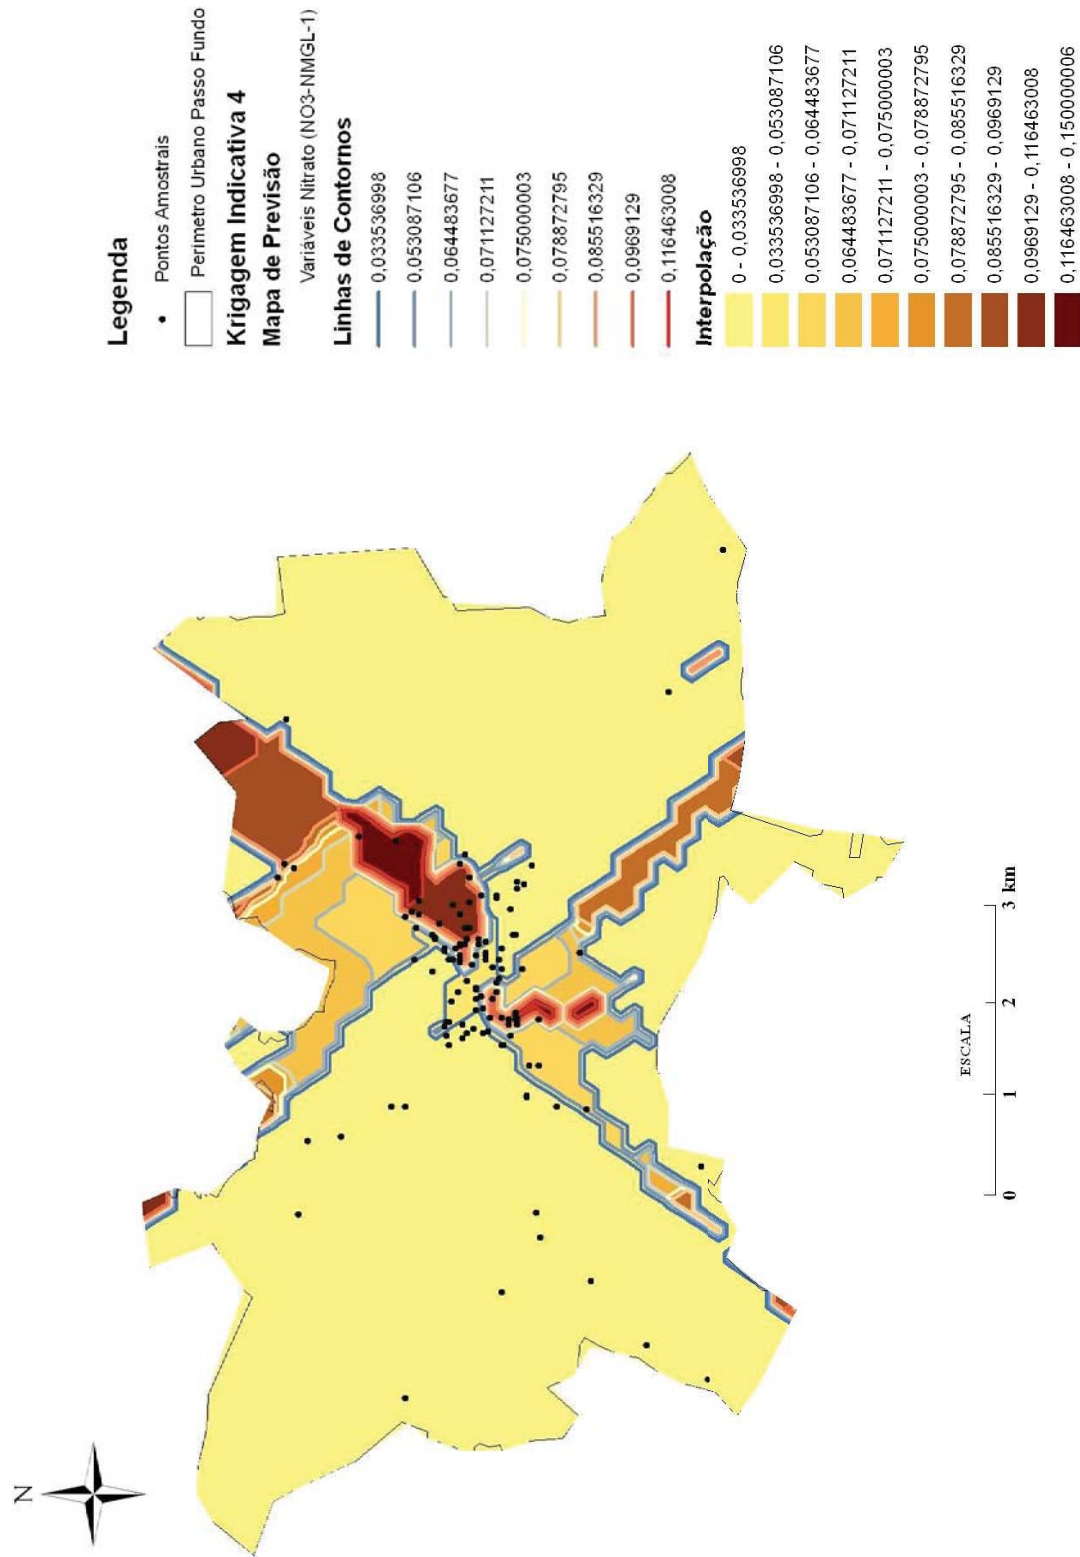 N
Legenda
Pontos Amostrais
Perimetro Urbano Passo Fundo
Krigagem Indicativa 4
Mapa de Previsão
Variáveis Nitrato (NO3-NMGL-1)
Linhas de Contornos
0,033536998
0,053087106
0,064483677
0,071127211
0,075000003
0,078872795
0,085516329
0,0969129
0,116463008
Interpolação
0 - 0,033536998
0,033536998 - 0,053087106
0,053087106 - 0,064483677
0,064483677 - 0,071127211
0,071127211 - 0,075000003
0,075000003 - 0,078872795
0,078872795 - 0,085516329
0,085516329 - 0,0969129
0,0969129 - 0,116463008
0,116463008 - 0,150000006
ESCALA
0 1 2 3 km